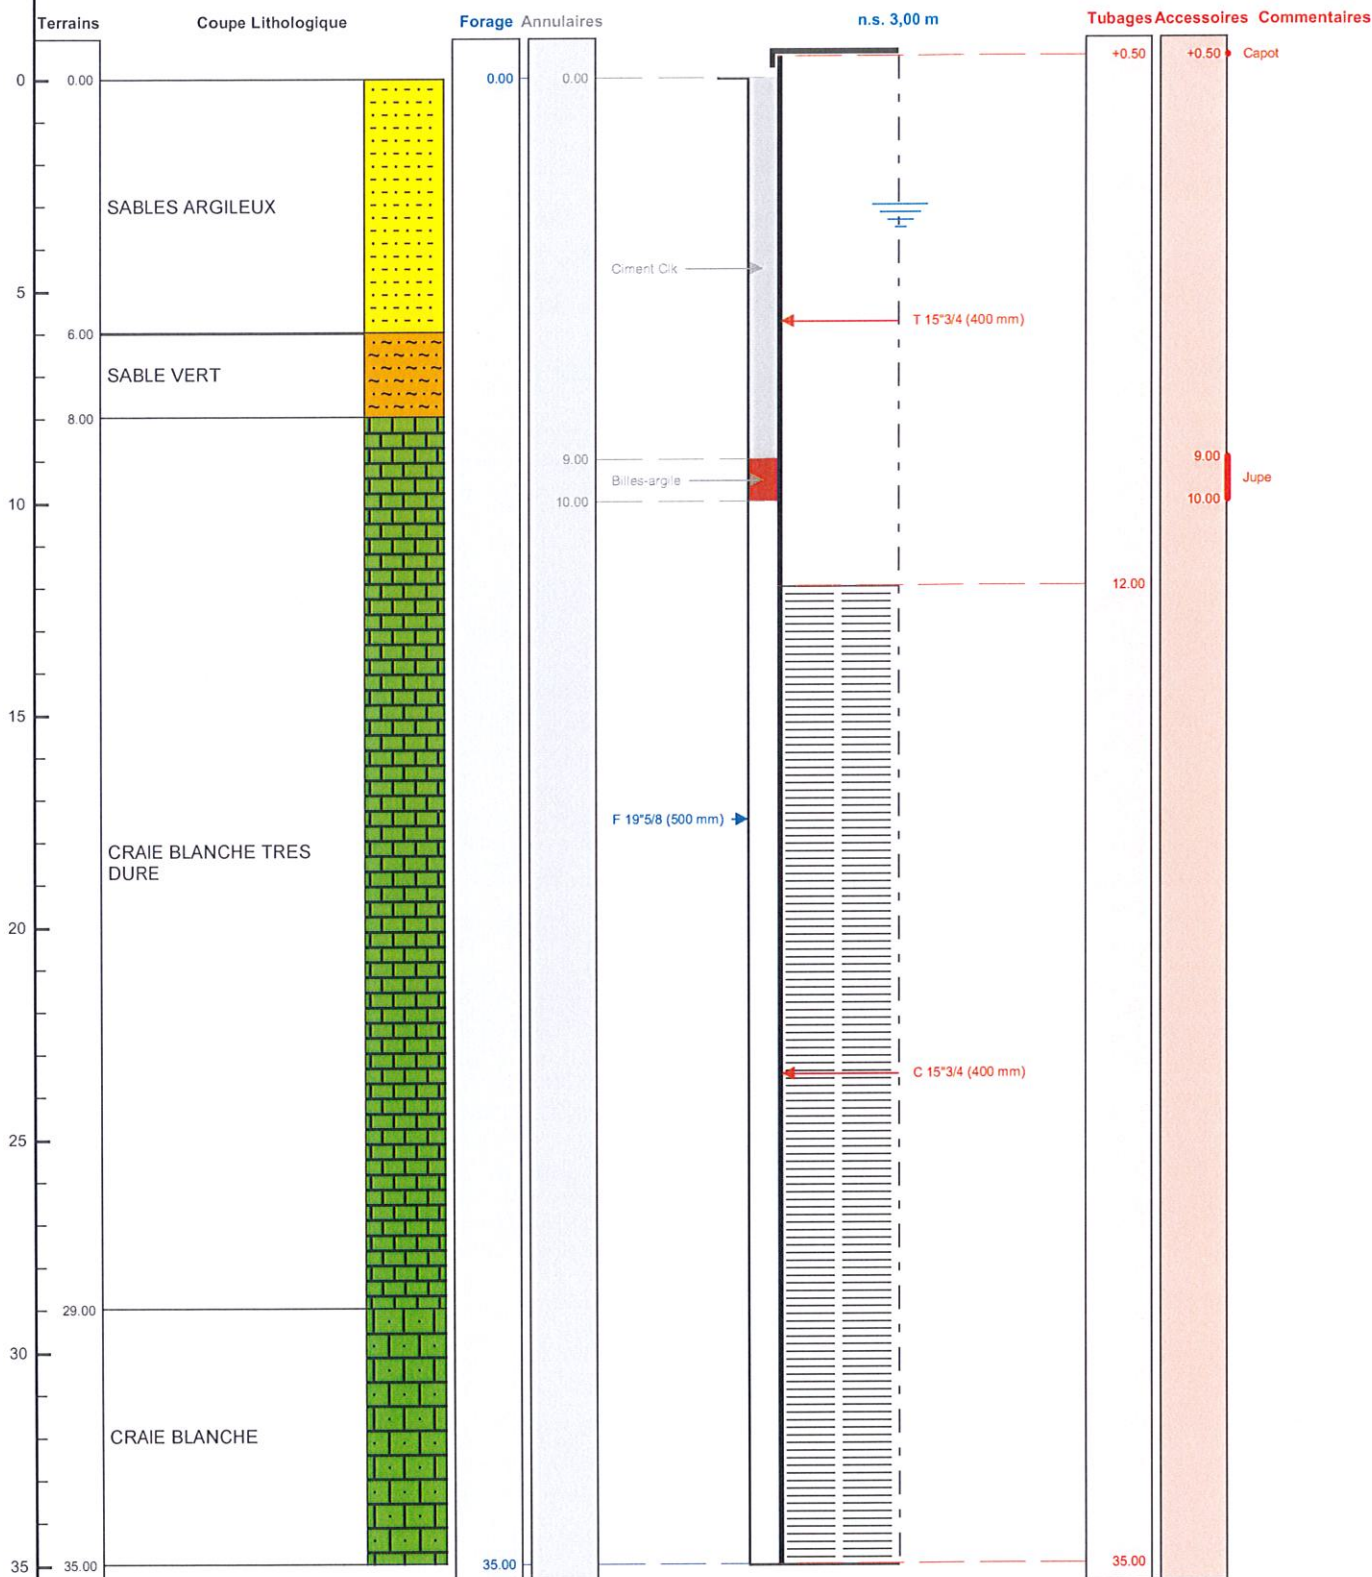 Terrains Coupe Lithologique Forage Annulaires n.s. 3,00 m Tubages Accessoires Commentaires
+0.50 +0.50 Capot
0 0.00 0.00 0.00
SABLES ARGILEUX
Ciment Clk
5
T 15"3/4 (400 mm)
6.00
SABLE VERT
8.00
9.00 9.00
Billes-argile Jupe
10 10.00 10.00
12.00
15
F 19"5/8 (500 mm)
CRAIE BLANCHE TRES
DURE
20
C 15"3/4 (400 mm)
25
29.00
30
CRAIE BLANCHE
35 35.00 35.00 35.00